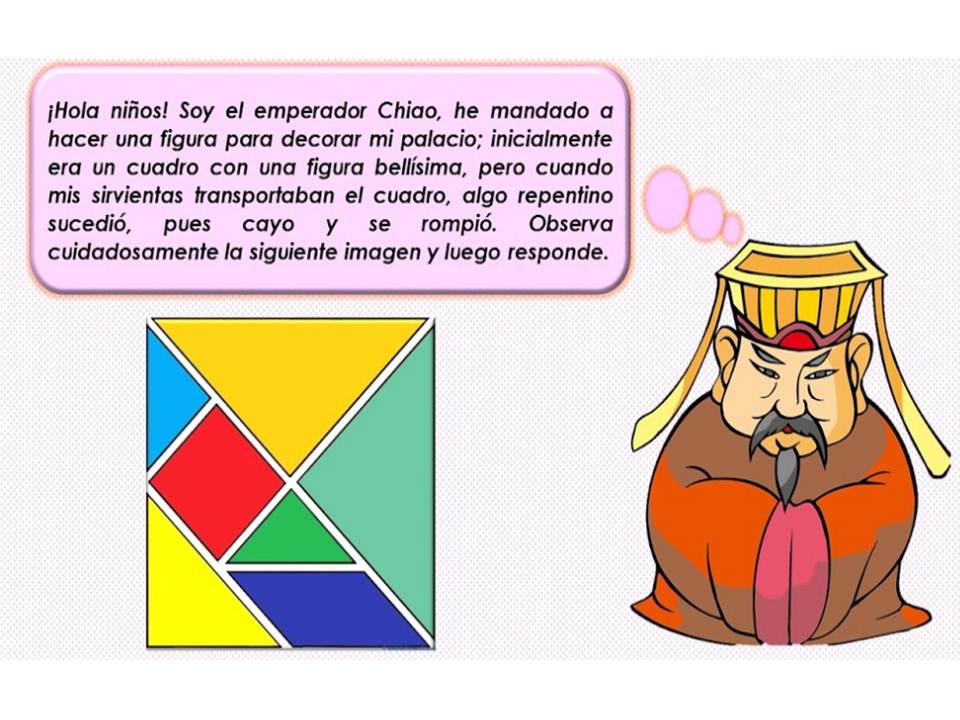 ¡Hola niños! Soy el emperador Chiao, he mandado a
hacer una figura para decorar mi palacio; inicialmente
era un cuadro con una figura bellísima, pero cuando
mis sirvientas transportaban el cuadro, algo repentino
sucedió, pues cayo y se rompió. Observa
cuidadosamente la siguiente imagen y luego responde.